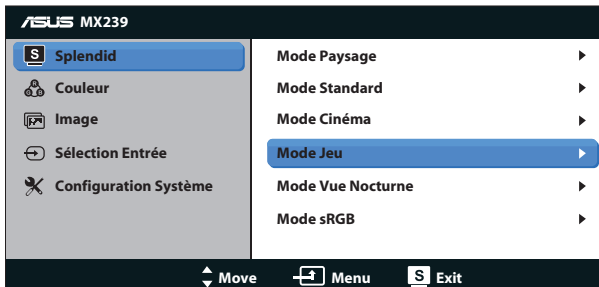 ASUS MX239
S Splendid
Couleur
Image
Sélection Entrée
Configuration Système
Mode Paysage
Mode Standard
Mode Cinéma
Mode Jeu
Mode Vue Nocturne
Mode sRGB
Move Menu S Exit